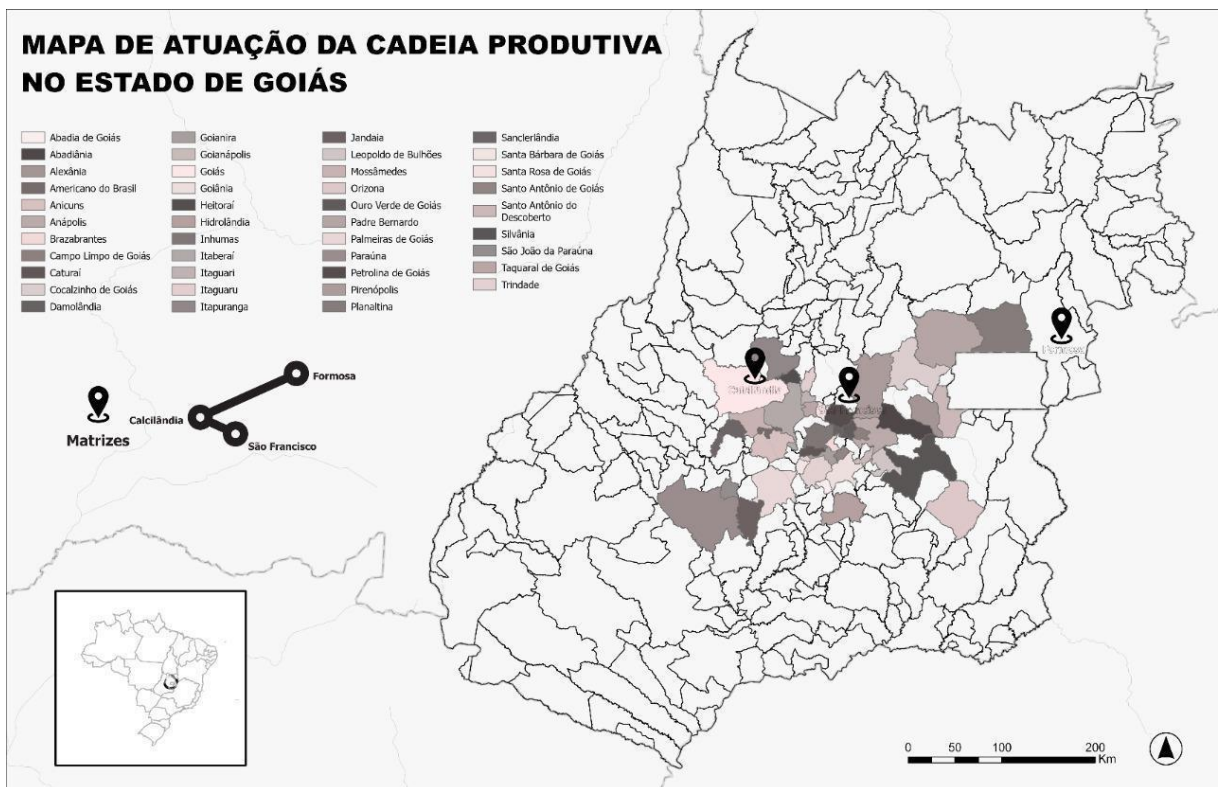 MAPA DE ATUAÇÃO DA CADEIA PRODUTIVA
NO ESTADO DE GOIÁS
Abadia de Goiás
Abadiânia
Alexânia
Americano do Brasil
Anicuns
Anápolis
Brazabrantes
Campo Limpo de Goiás
Caturaí
Cocalzinho de Goiás
Damolândia
Goianira
Goianápolis
Goiás
Goiânia
Heitoraí
Hidrolândia
Inhumas
Itaberaí
Itaguari
Itaguaru
Itapuranga
Jandaia
Leopoldo de Bulhões
Mossâmedes
Orizona
Ouro Verde de Goiás
Padre Bernardo
Palmeiras de Goiás
Paraúna
Petrolina de Goiás
Pirenópolis
Planaltina
Sanclerlândia
Santa Bárbara de Goiás
Santa Rosa de Goiás
Santo Antônio de Goiás
Santo Antônio do
Descoberto
Silvânia
São João da Paraúna
Taquaral de Goiás
Trindade
Matrizes
Formosa
Calcilândia
São Francisco
0 50 100 200
Km